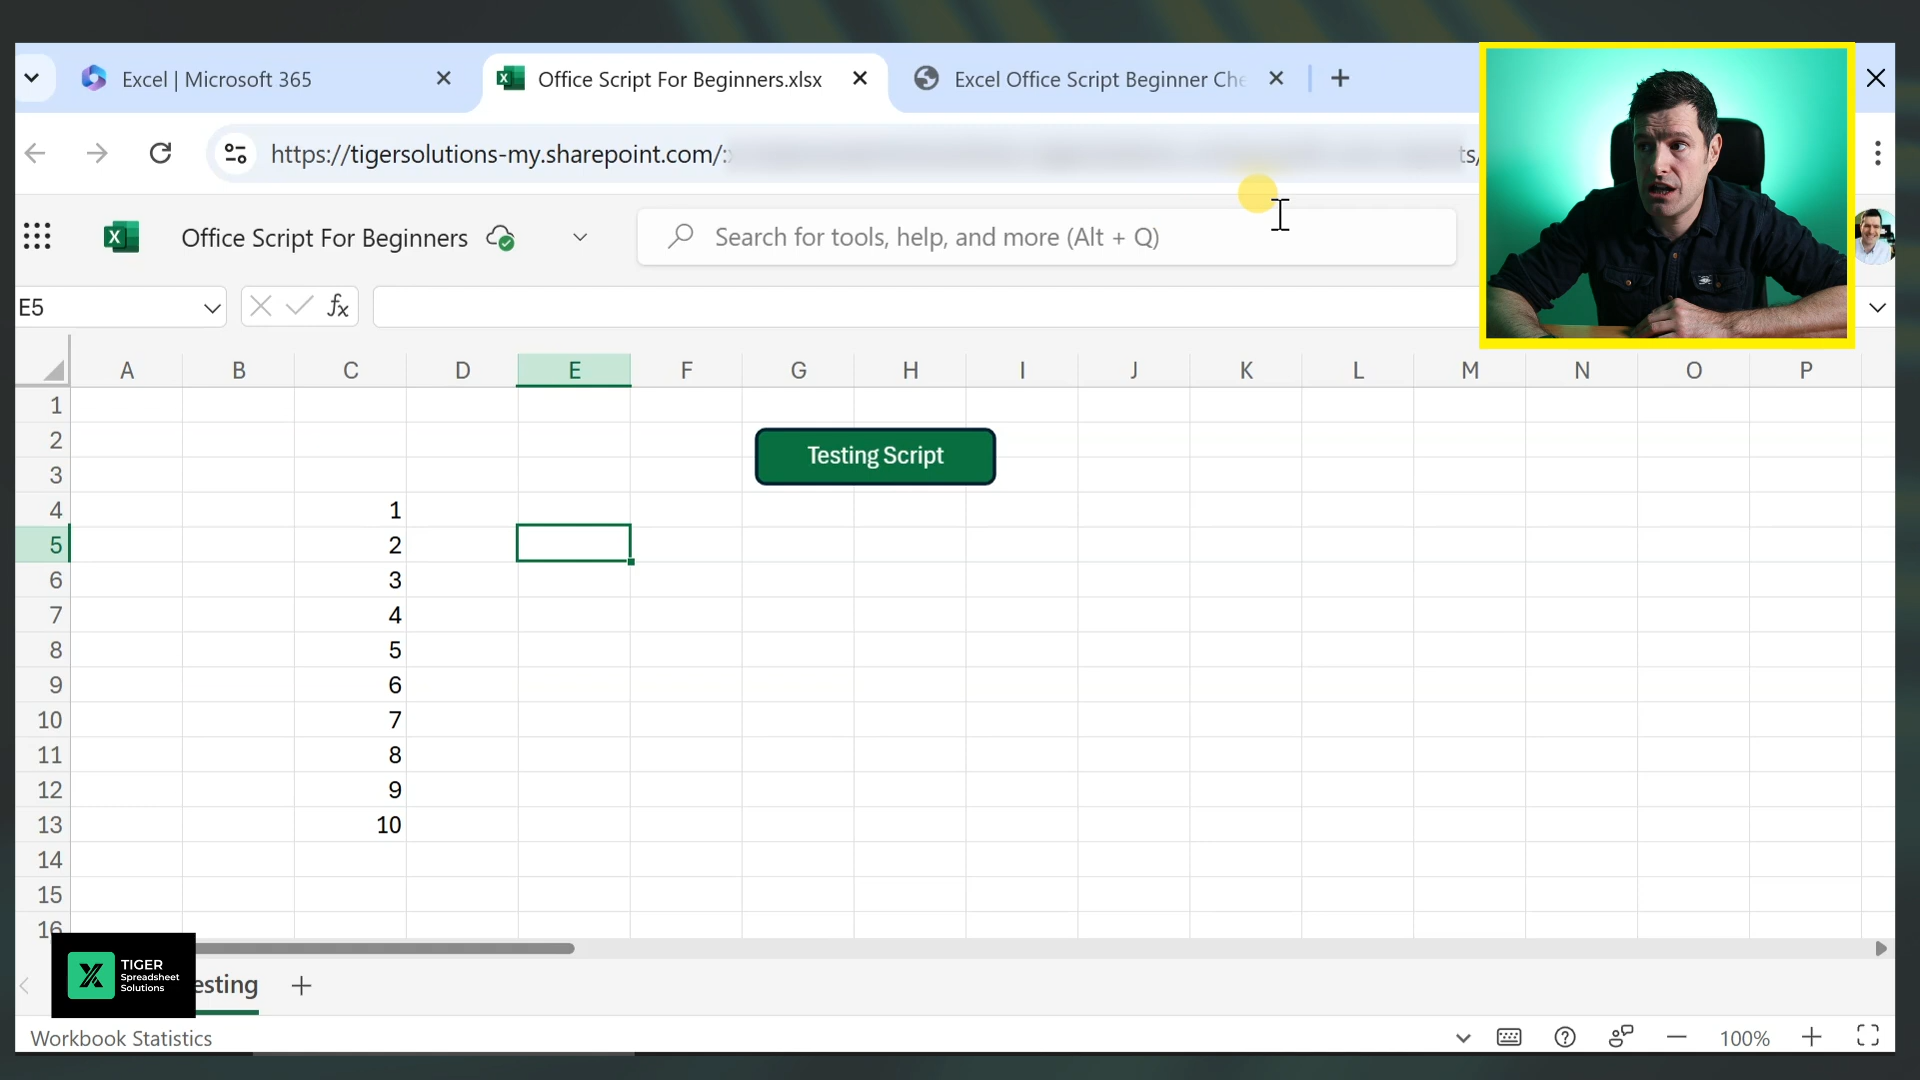 Excel | Microsoft 365
Office Script For Beginners.xlsx
Excel Office Script Beginner Che
https://tigersolutions-my.sharepoint.com/:
ts/
Office Script For Beginners
Search for tools, help, and more (Alt + Q)
E5
fx
A B C D E F G H I J K L M N O P
1
2
Testing Script
3
4 1
5 2
6 3
7 4
8 5
9 6
10 7
11 8
12 9
13 10
14
15
16
TIGER
Spreadsheet
Solutions
esting
Workbook Statistics
100%